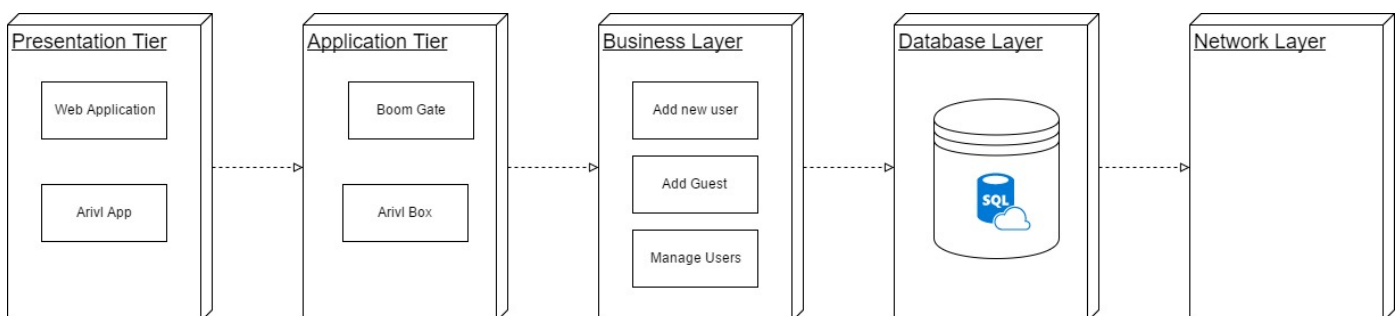 Presentation Tier
Web Application
Arivl App
Application Tier
Boom Gate
Arivl Box
Business Layer
Add new user
Add Guest
Manage Users
Database Layer
SQL
Network Layer